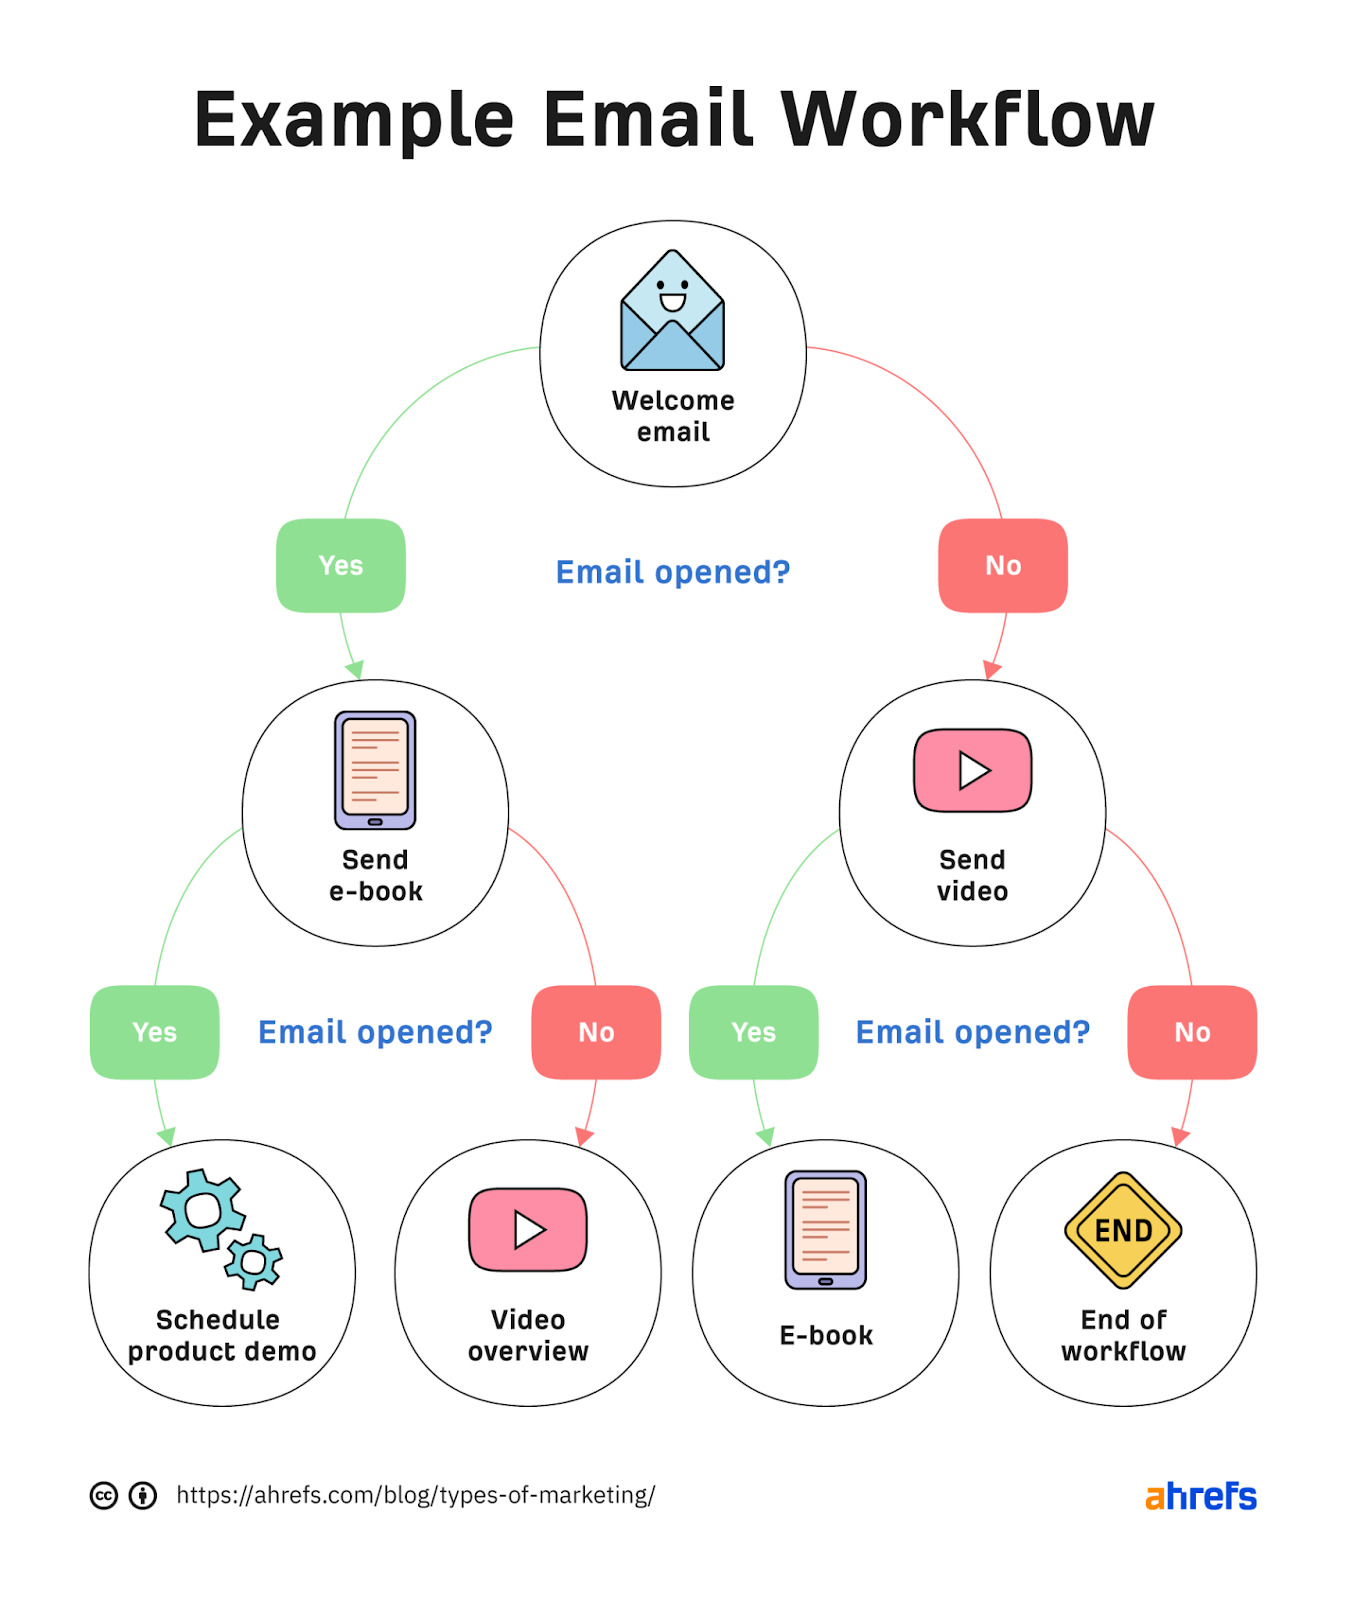 Example Email Workflow
Welcome
email
Yes
Email opened?
No
Send
e-book
Send
video
Yes
Email opened?
No
Yes
Email opened?
No
Schedule
product demo
Video
overview
E-book
END
End of
workflow
cc
https://ahrefs.com/blog/types-of-marketing/
ahrefs